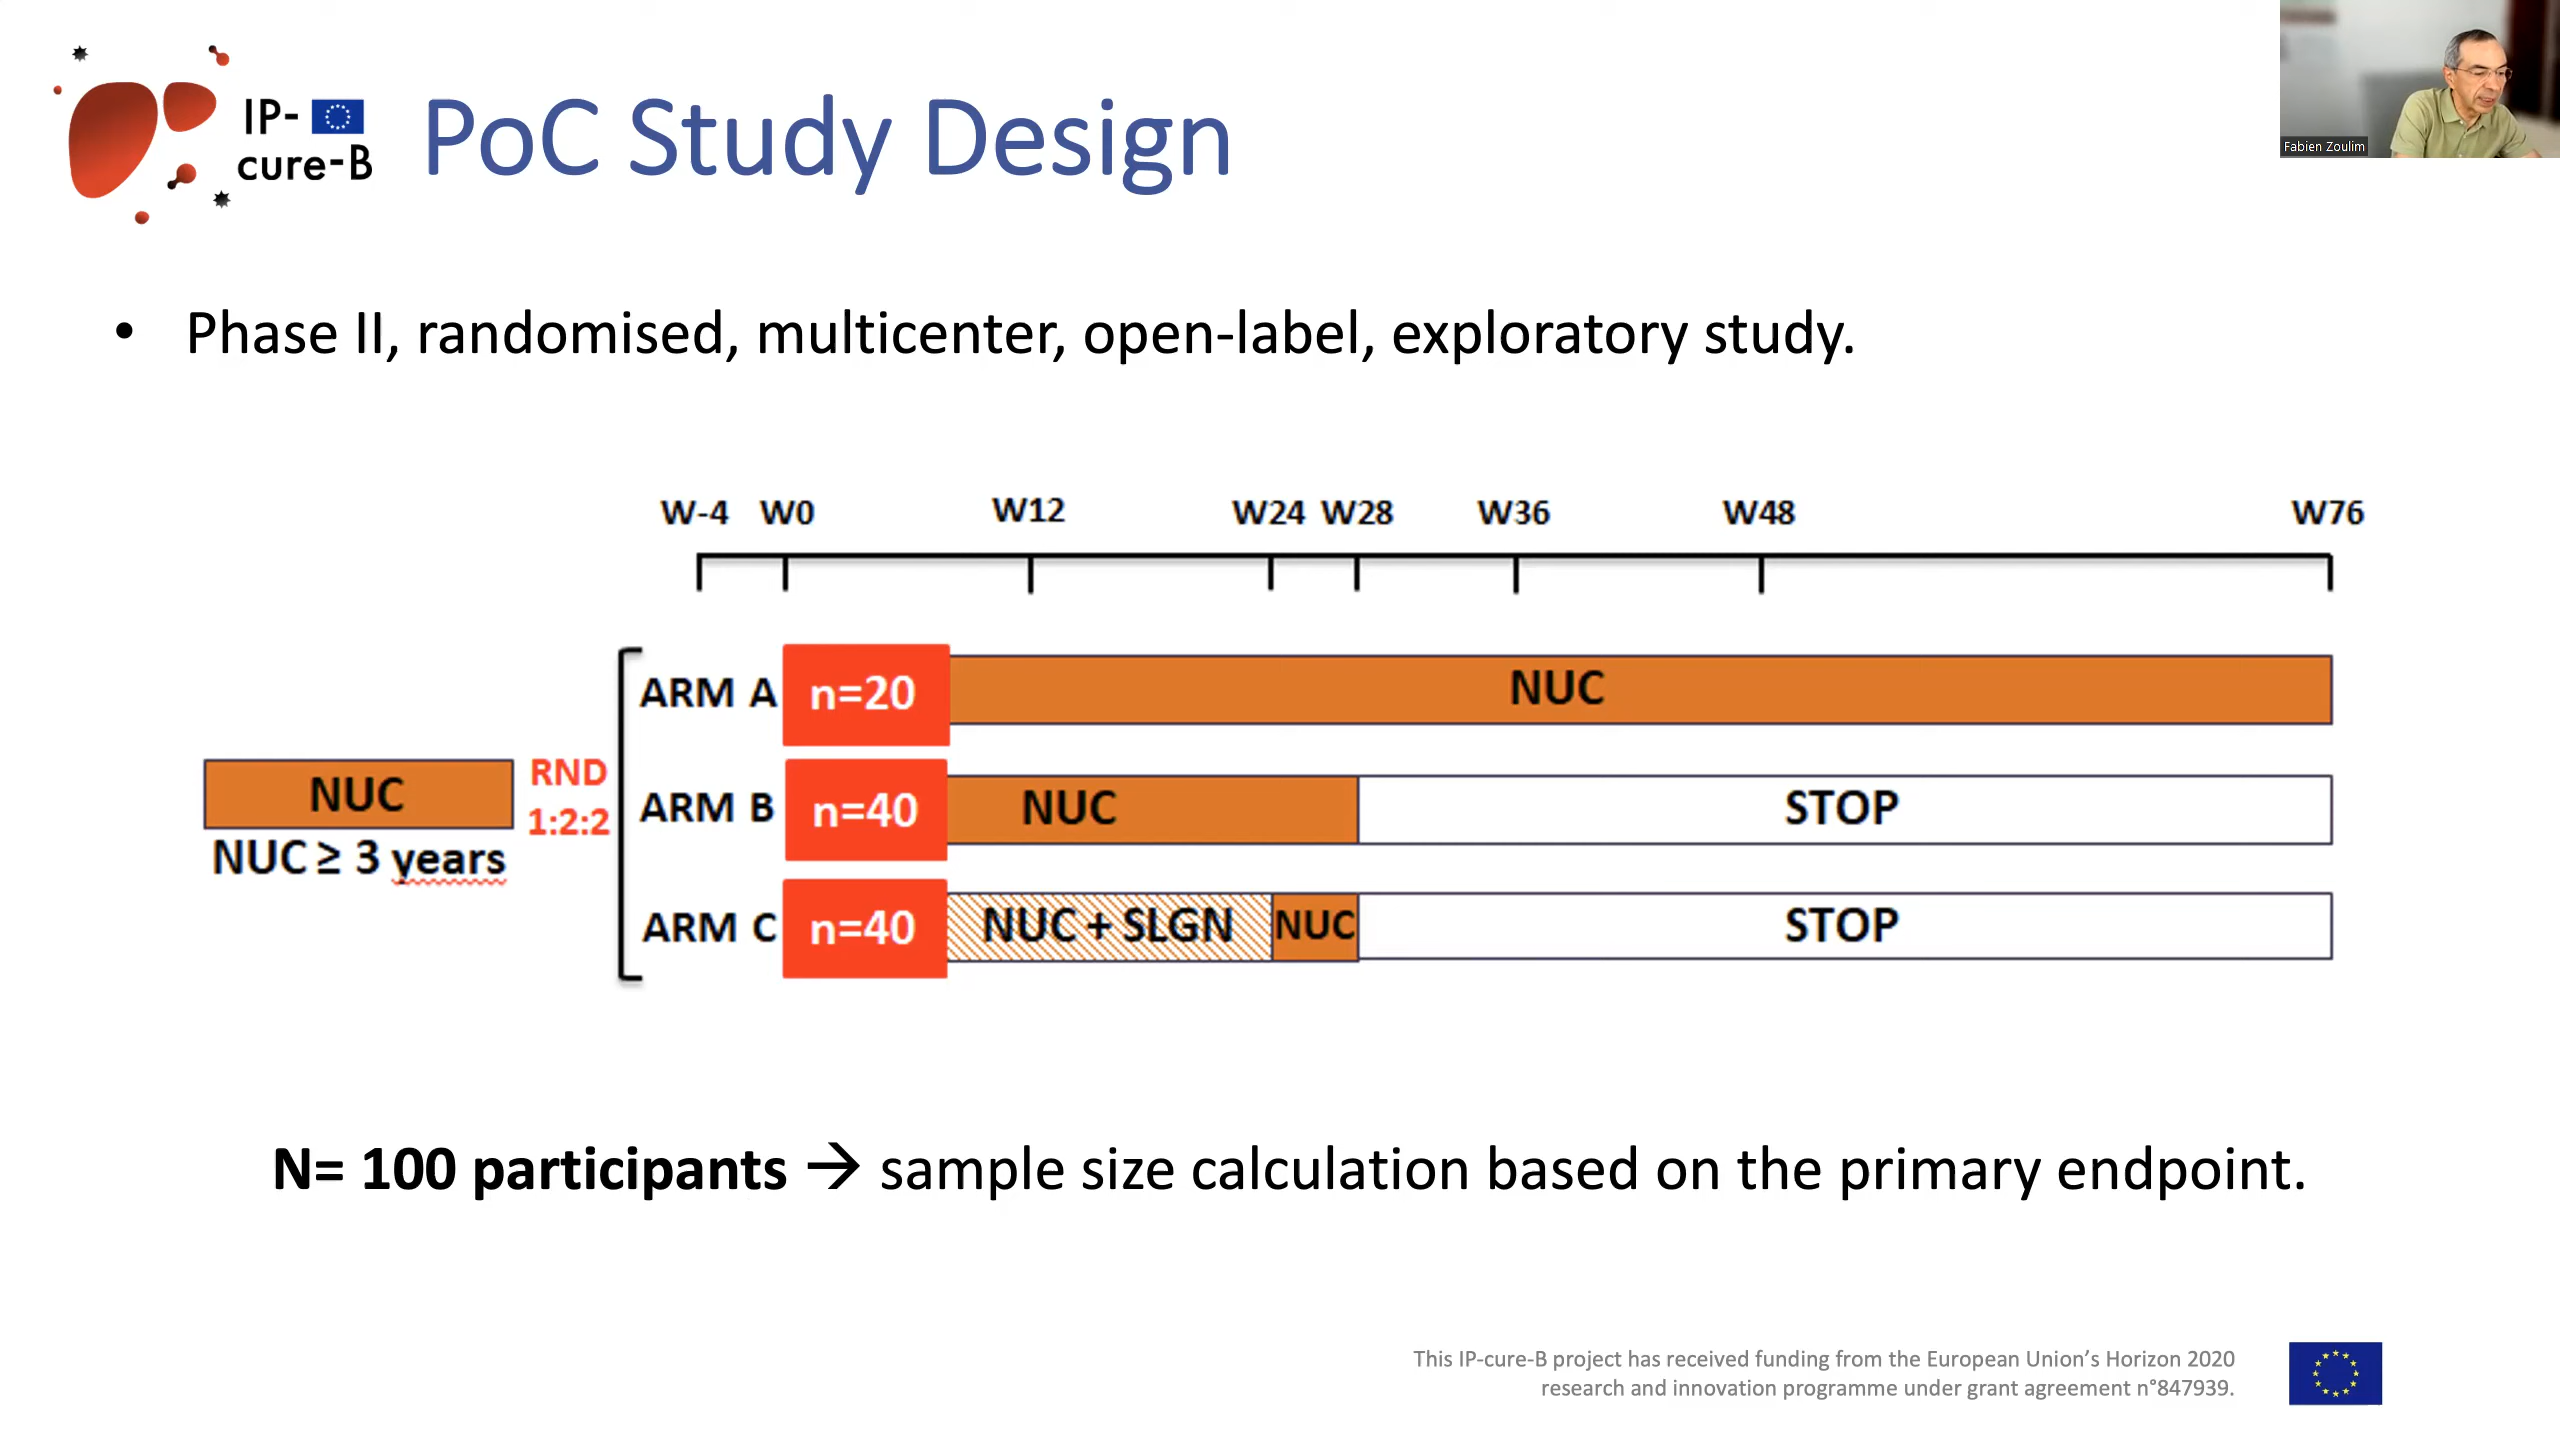 IP-
cure-B
PoC Study Design
Fabien Zoulim
• Phase II, randomised, multicenter, open-label, exploratory study.
W-4 W0 W12 W24 W28 W36 W48 W76
ARM A n=20 NUC
NUC
NUC ≥ 3 years
RND
1:2:2
ARM B n=40 NUC STOP
ARM C n=40 NUC + SLGN NUC STOP
N= 100 participants → sample size calculation based on the primary endpoint.
This IP-cure-B project has received funding from the European Union’s Horizon 2020
research and innovation programme under grant agreement n°847939.